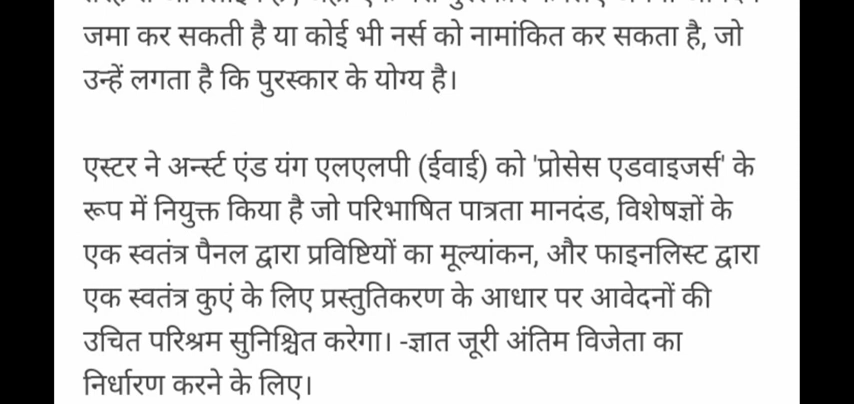 जमा कर सकती है या कोई भी नर्स को नामांकित कर सकता है, जो
उन्हें लगता है कि पुरस्कार के योग्य है।
एस्टर ने अर्न्स्ट एंड यंग एलएलपी (ईवाई) को 'प्रोसेस एडवाइजर्स' के
रूप में नियुक्त किया है जो परिभाषित पात्रता मानदंड, विशेषज्ञों के
एक स्वतंत्र पैनल द्वारा प्रविष्टियों का मूल्यांकन, और फाइनलिस्ट द्वारा
एक स्वतंत्र कुएं के लिए प्रस्तुतिकरण के आधार पर आवेदनों की
उचित परिश्रम सुनिश्चित करेगा। -ज्ञात जूरी अंतिम विजेता का
निर्धारण करने के लिए।